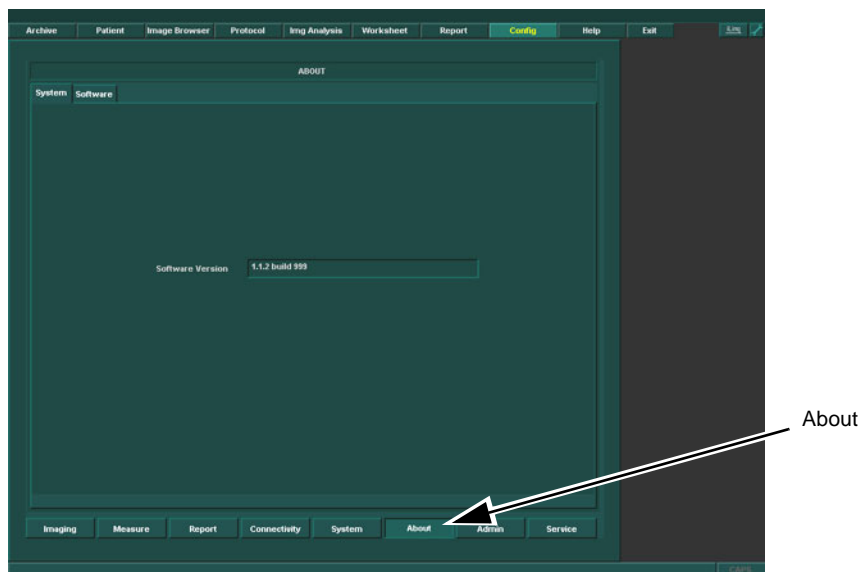 Archive Patient Image Browser Protocol Img Analysis Worksheet Report Config Help Exit
ABOUT
System Software
Software Version 1.1.2 build 999
About
Imaging Measure Report Connectivity System About Admin Service
CAPS